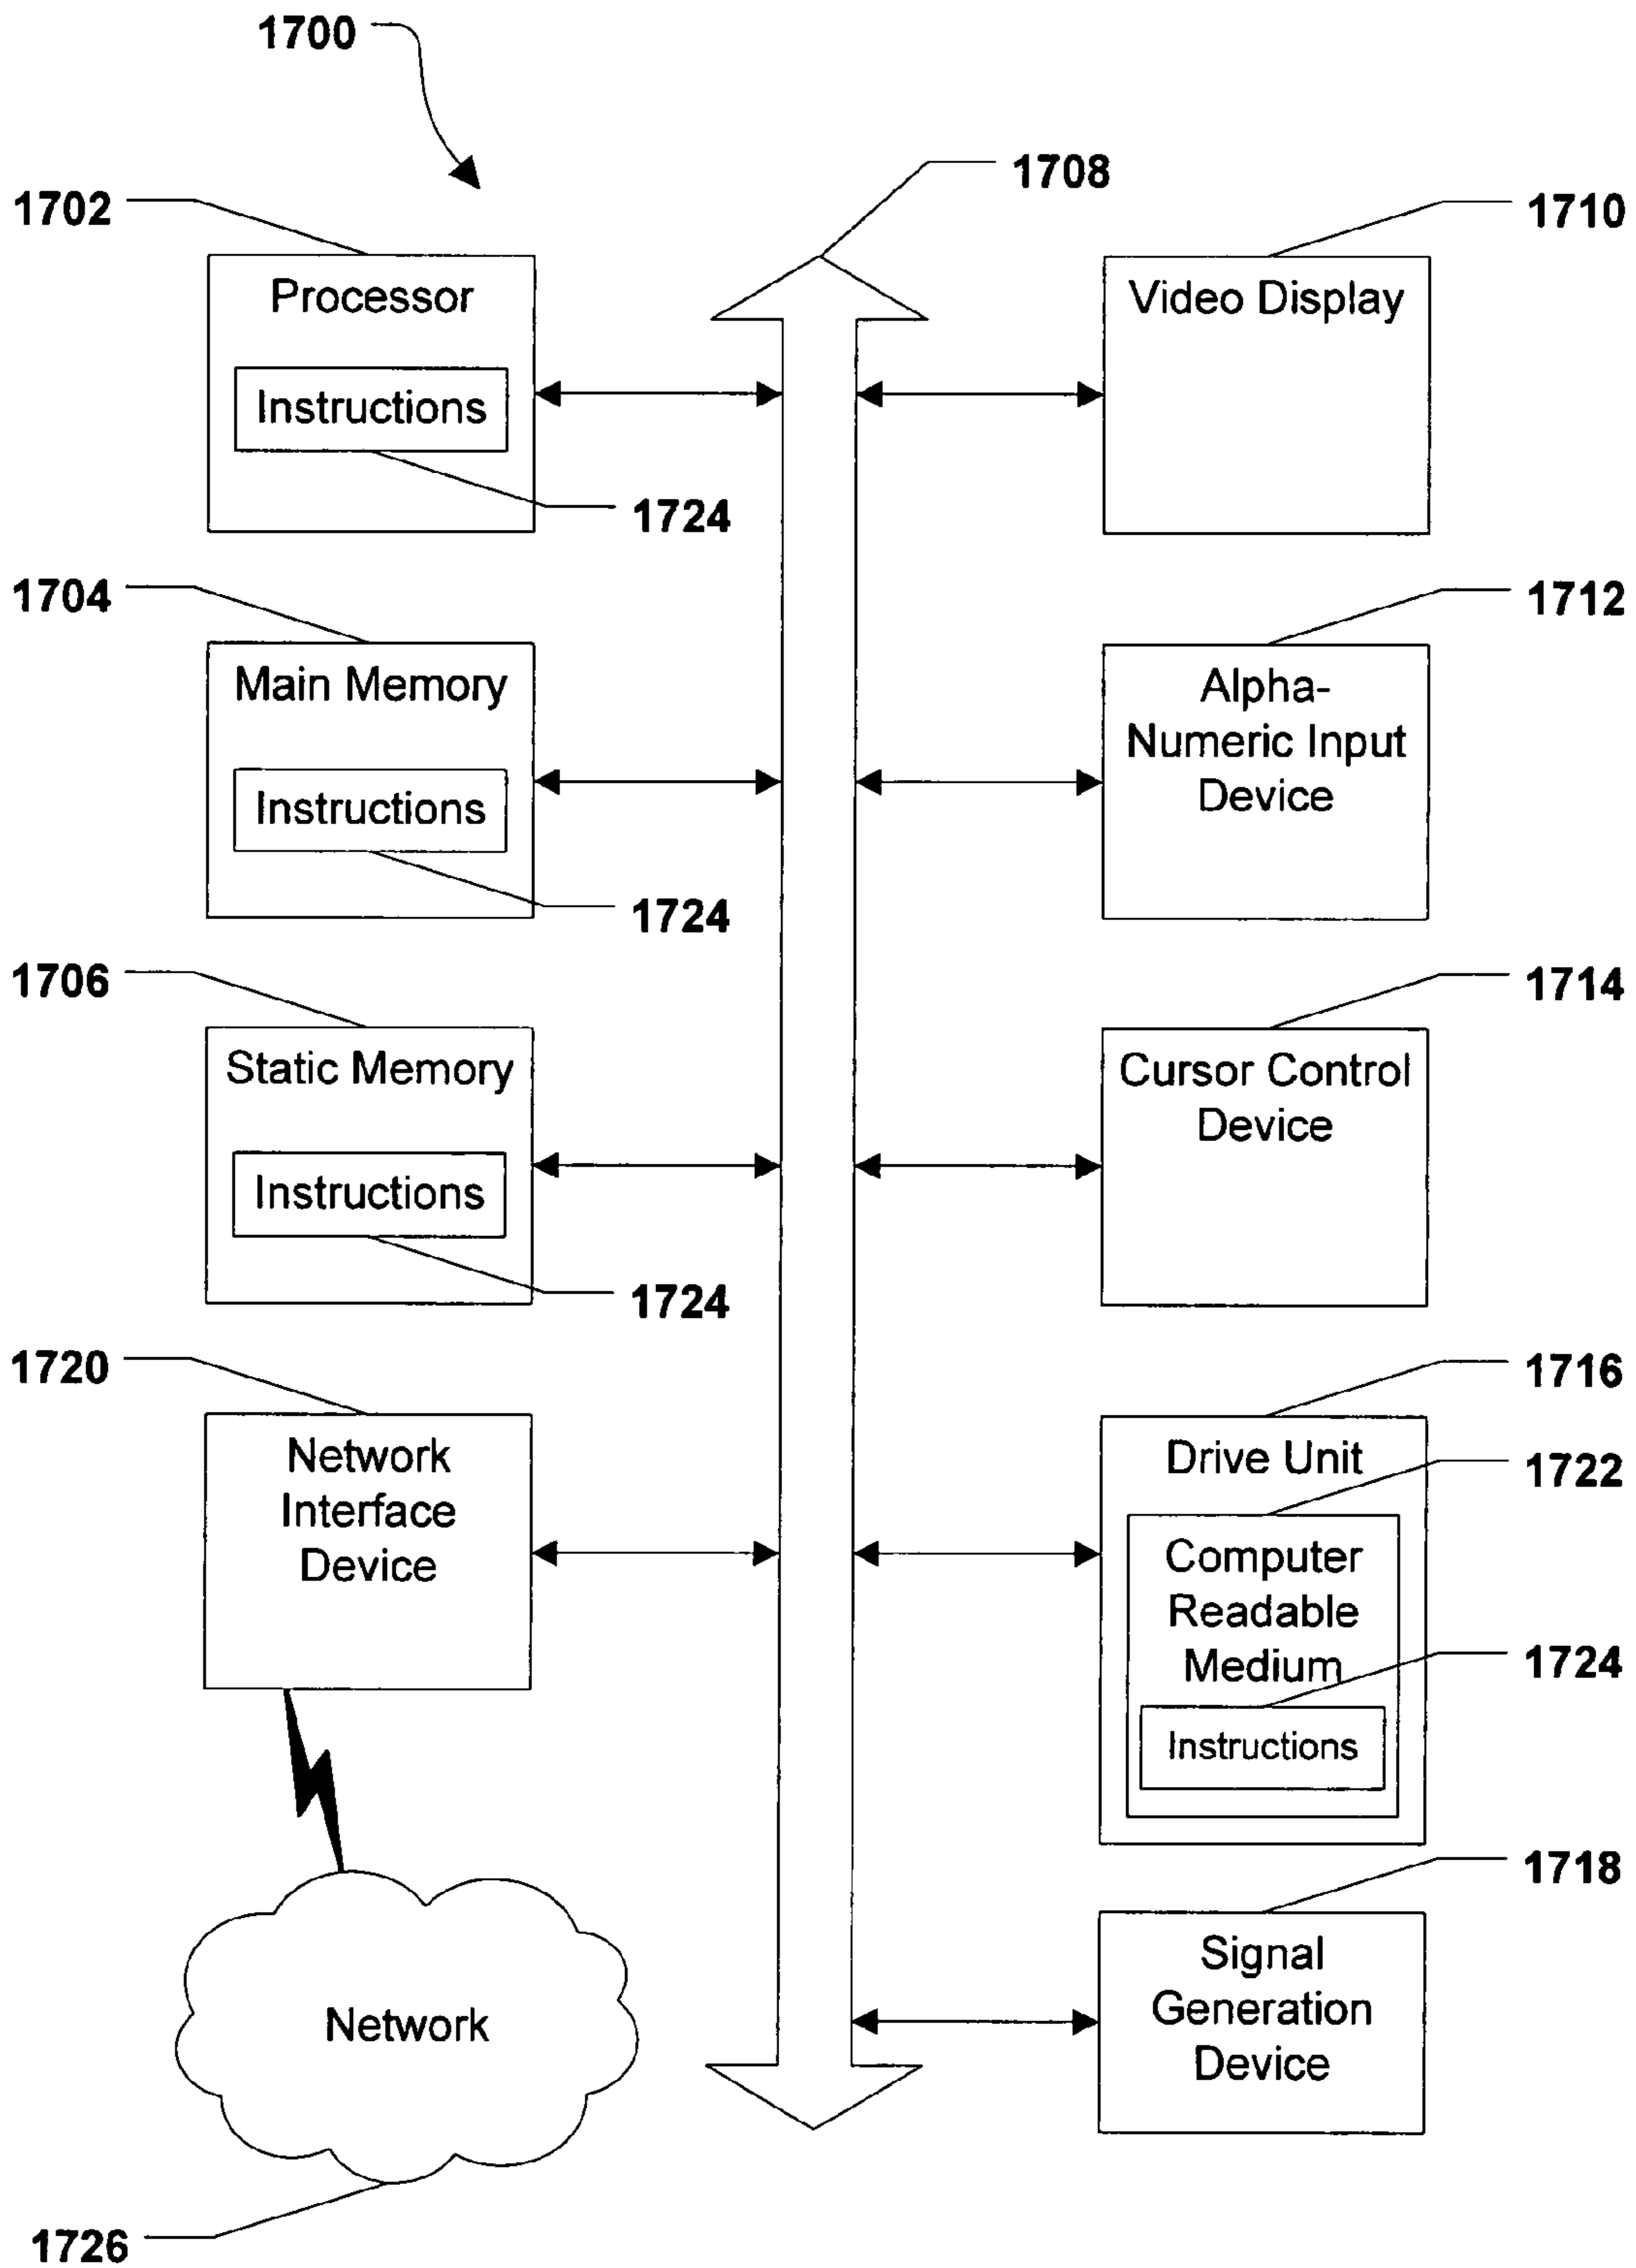 1700
1708
1702
1710
Processor
Video Display
Instructions
1724
1704
1712
Main Memory
Alpha-
Numeric Input
Device
Instructions
1724
1706
1714
Static Memory
Cursor Control
Device
Instructions
1724
1720
1716
Network
Interface
Device
Drive Unit
1722
Computer
Readable
Medium
1724
Instructions
1718
Signal
Generation
Device
Network
1726